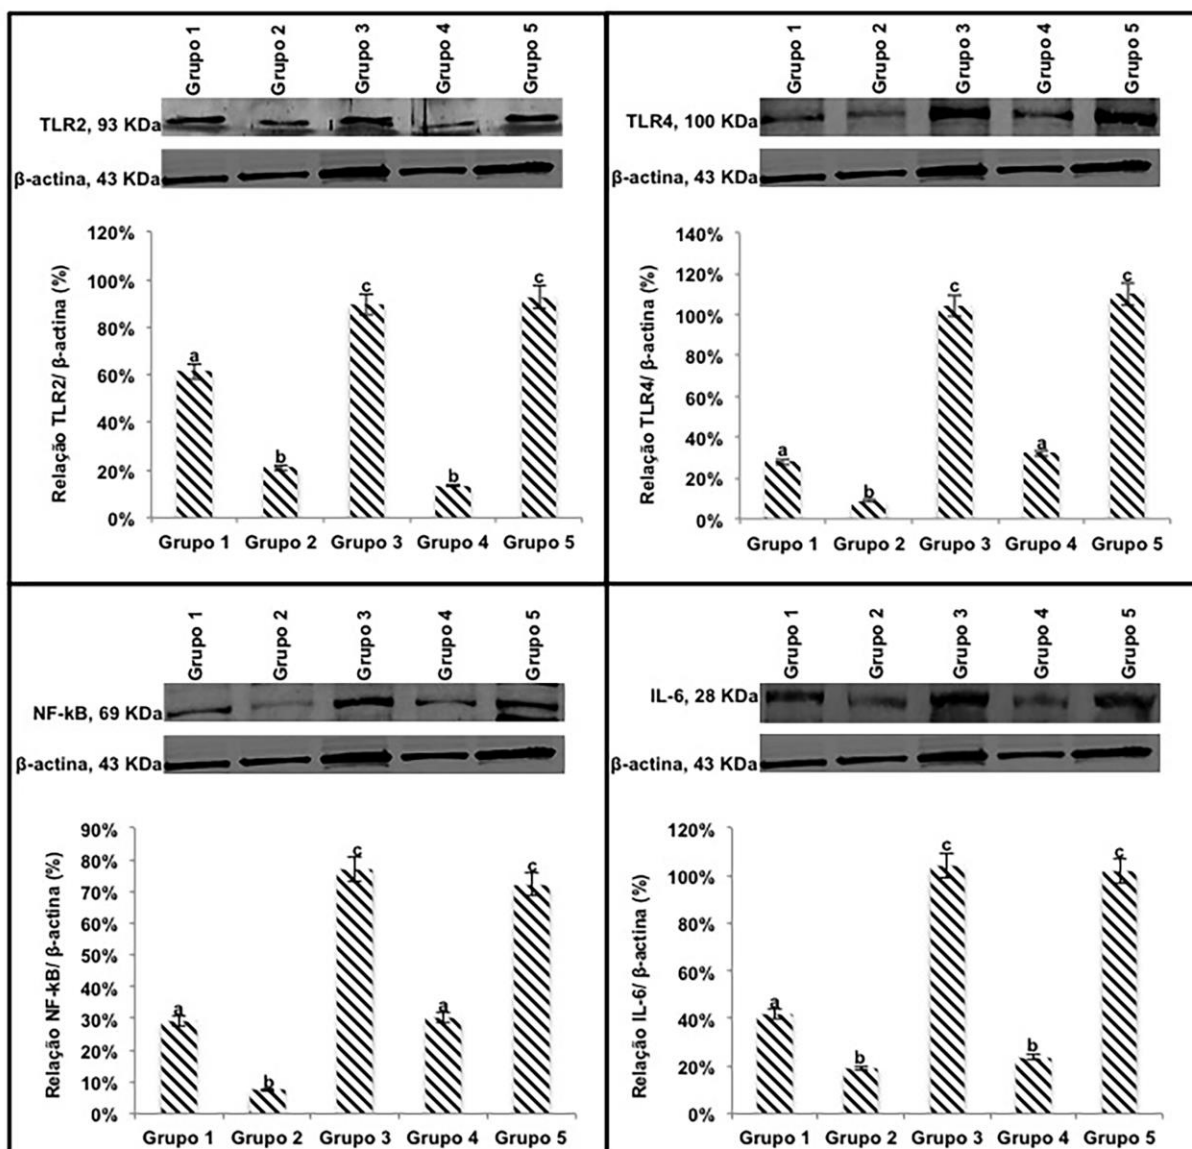 Grupo 1
Grupo 2
Grupo 3
Grupo 4
Grupo 5
TLR2, 93 KDa
β-actina, 43 KDa
Relação TLR2/ β-actina (%)
120%
100%
80%
60%
40%
20%
0%
a
b
c
b
c
Grupo 1 Grupo 2 Grupo 3 Grupo 4 Grupo 5
Grupo 1
Grupo 2
Grupo 3
Grupo 4
Grupo 5
TLR4, 100 KDa
β-actina, 43 KDa
Relação TLR4/ β-actina (%)
140%
120%
100%
80%
60%
40%
20%
0%
a
b
c
a
c
Grupo 1 Grupo 2 Grupo 3 Grupo 4 Grupo 5
Grupo 1
Grupo 2
Grupo 3
Grupo 4
Grupo 5
NF-kB, 69 KDa
β-actina, 43 KDa
Relação NF-kB/ β-actina (%)
90%
80%
70%
60%
50%
40%
30%
20%
10%
0%
a
b
c
a
c
Grupo 1 Grupo 2 Grupo 3 Grupo 4 Grupo 5
Grupo 1
Grupo 2
Grupo 3
Grupo 4
Grupo 5
IL-6, 28 KDa
β-actina, 43 KDa
Relação IL-6/ β-actina (%)
120%
100%
80%
60%
40%
20%
0%
a
b
c
b
c
Grupo 1 Grupo 2 Grupo 3 Grupo 4 Grupo 5